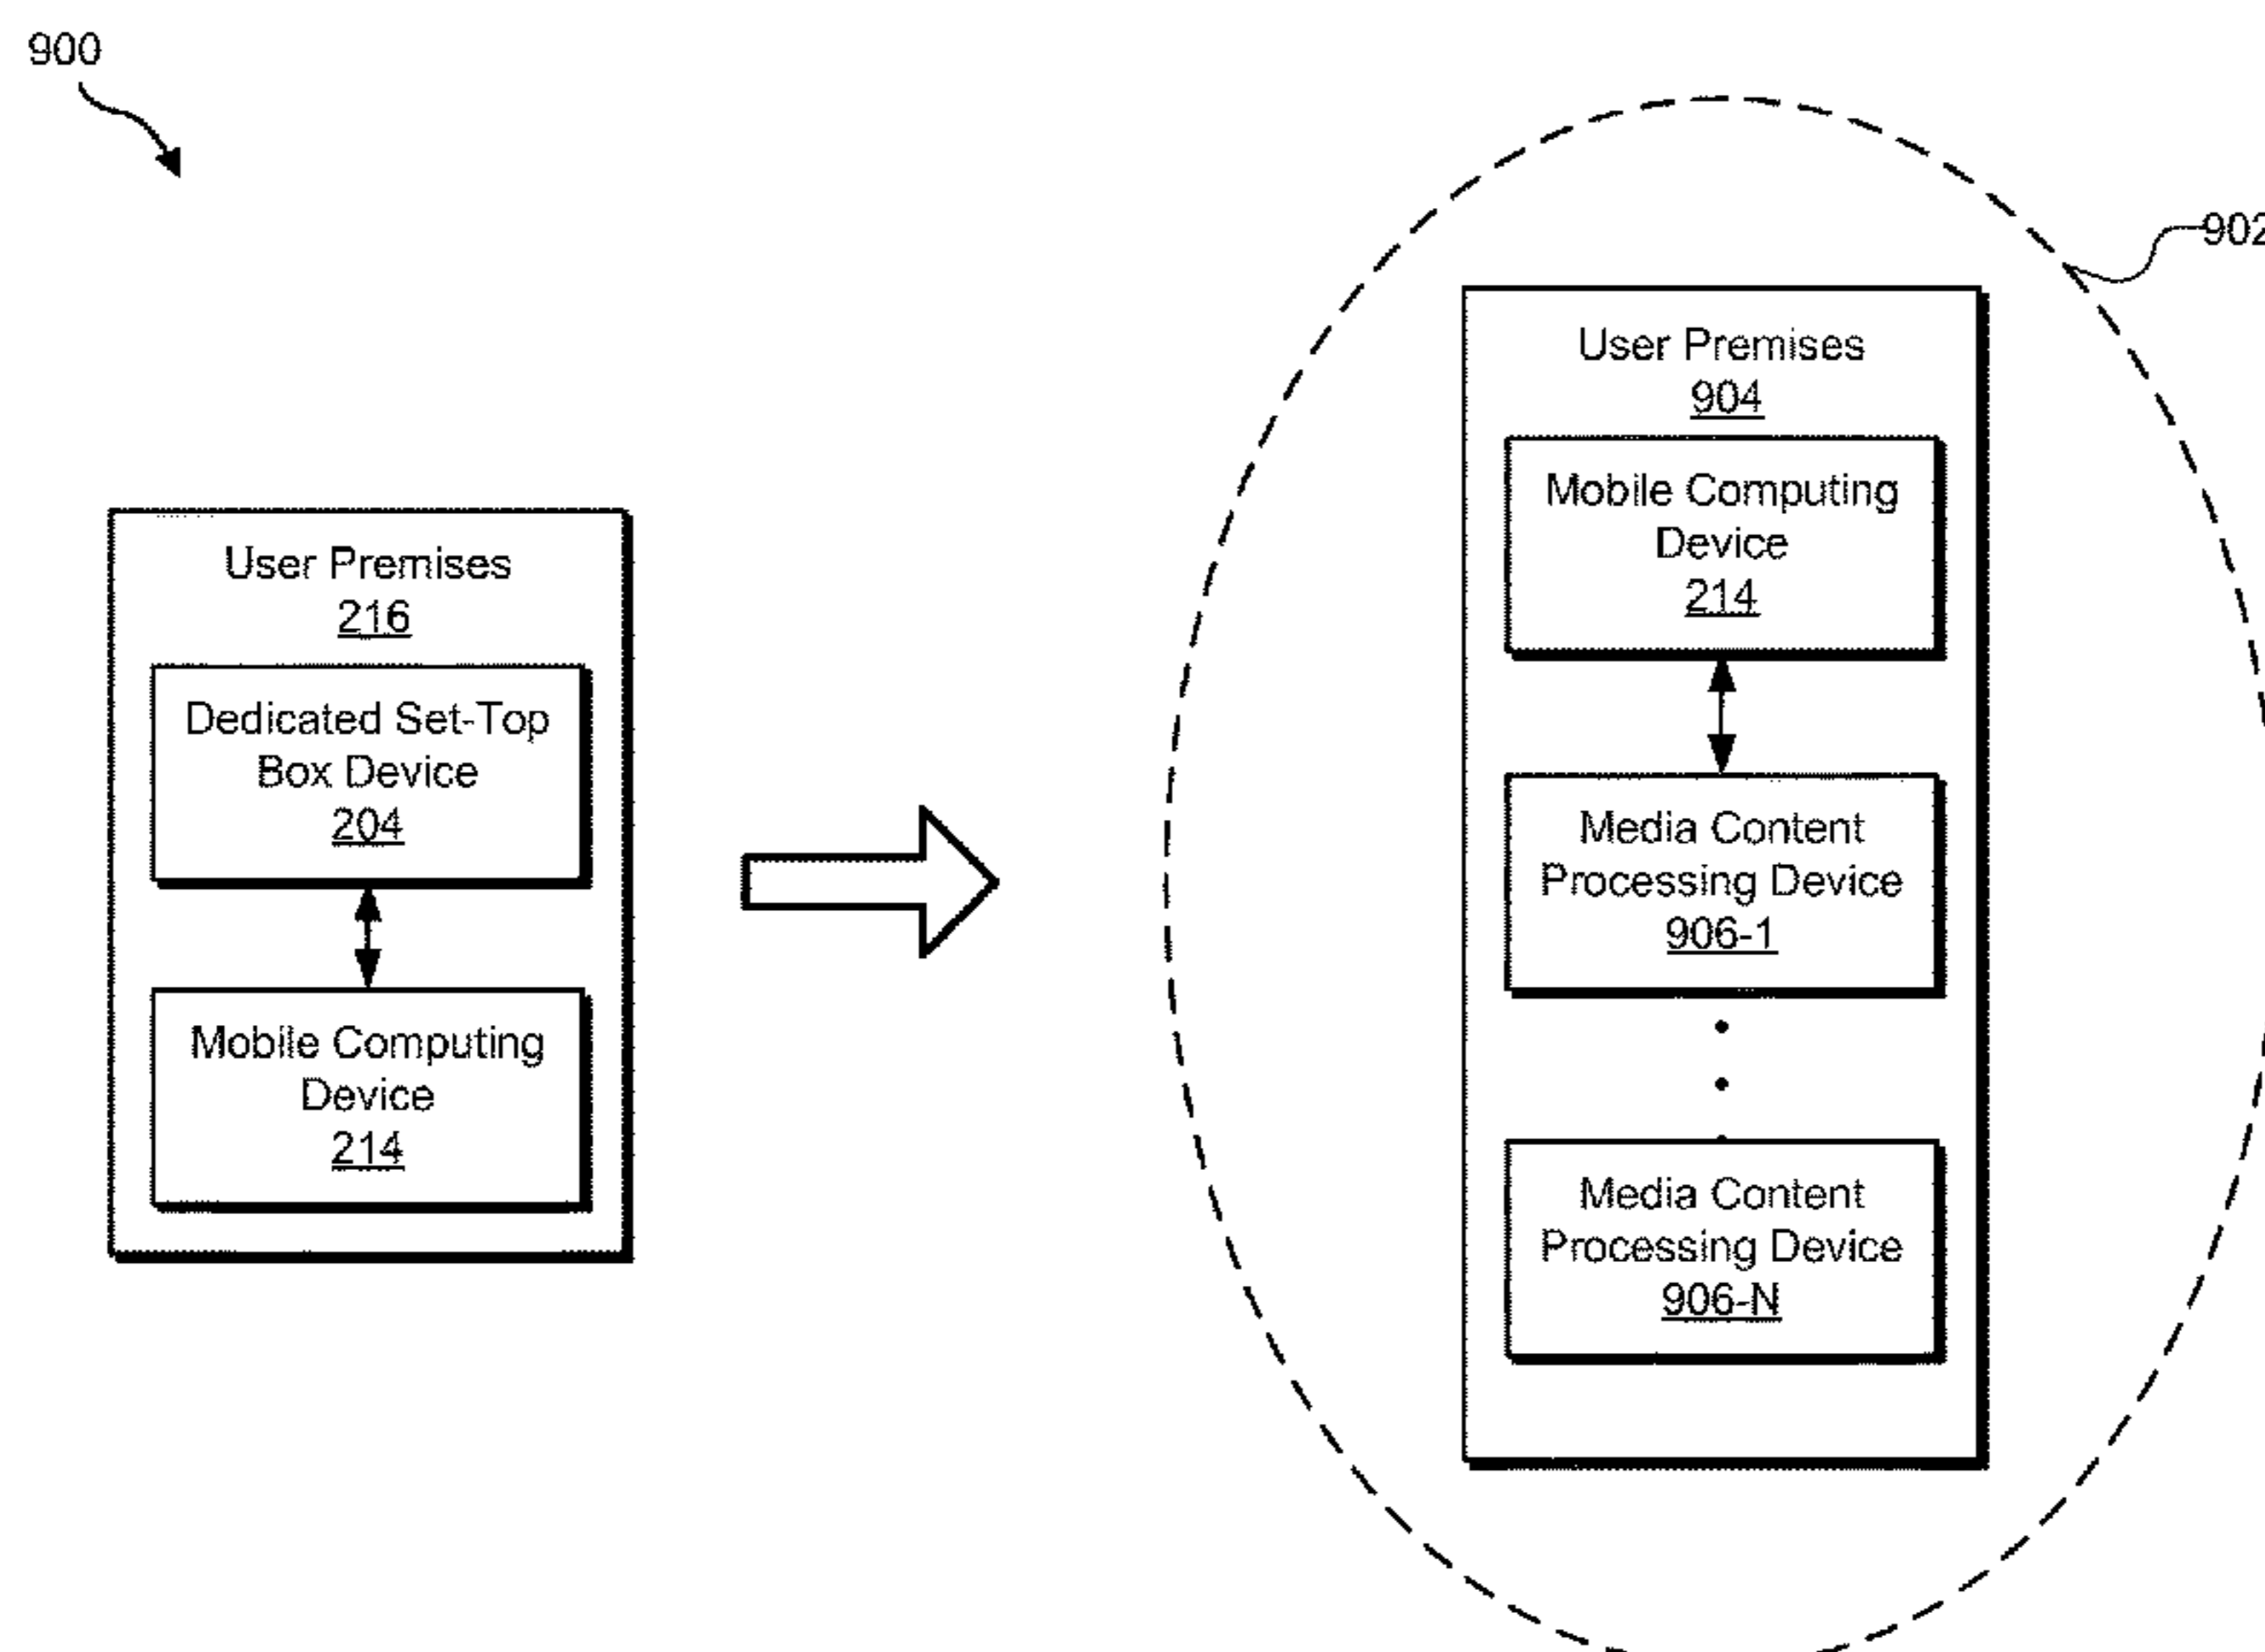 900
902
User Premises
216
Dedicated Set-Top
Box Device
204
Mobile Computing
Device
214
User Premises
904
Mobile Computing
Device
214
Media Content
Processing Device
906-1
Media Content
Processing Device
906-N